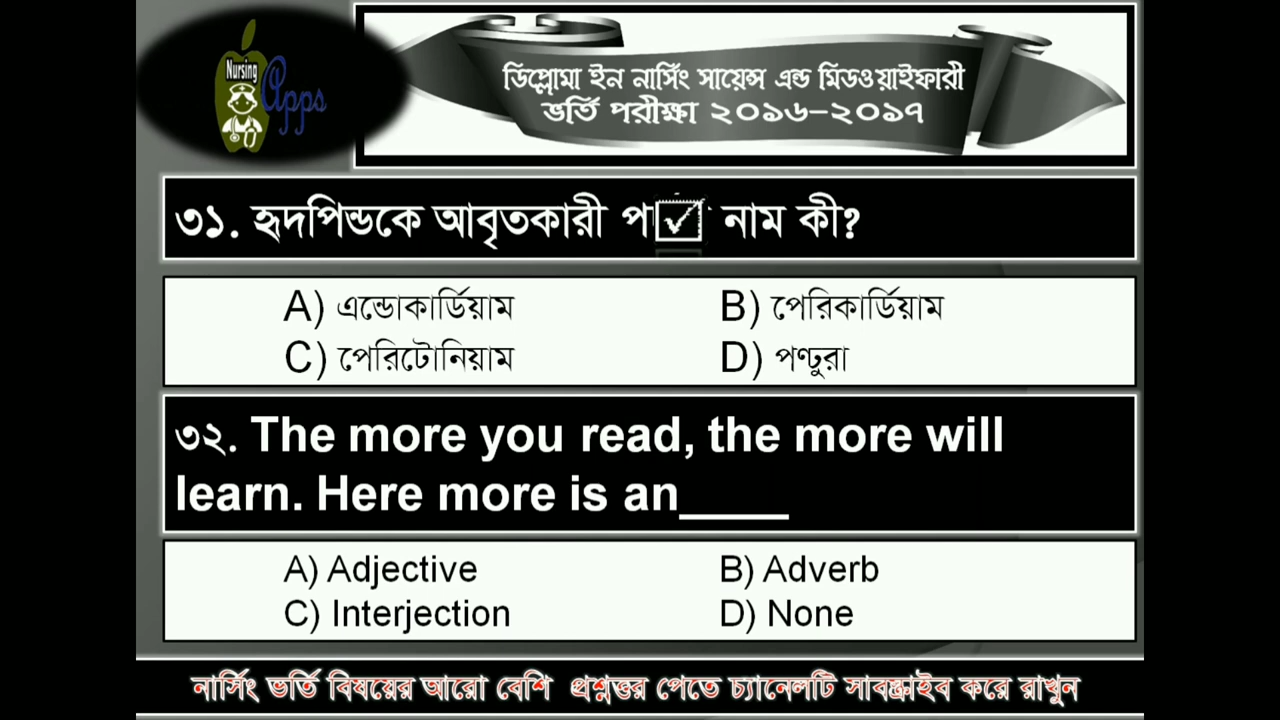 Nursing
Apps
ডিপ্লোমা ইন নার্সিং সায়েন্স এন্ড মিডওয়াইফারী
ভর্তি পরীক্ষা ২০১৬-২০১৭
৩১. হৃদপিন্ডকে আবৃতকারী নাম কী?
A) এন্ডোকার্ডিয়াম B) পেরিকার্ডিয়াম
C) পেরিটোনিয়াম D) পণ্ঢুরা
৩২. The more you read, the more will
learn. Here more is an____
A) Adjective B) Adverb
C) Interjection D) None
নার্সিং ভর্তি বিষয়ের আরো বেশি প্রশ্নত্তর পেতে চ্যানেলটি সাবস্ক্রাইব করে রাখুন